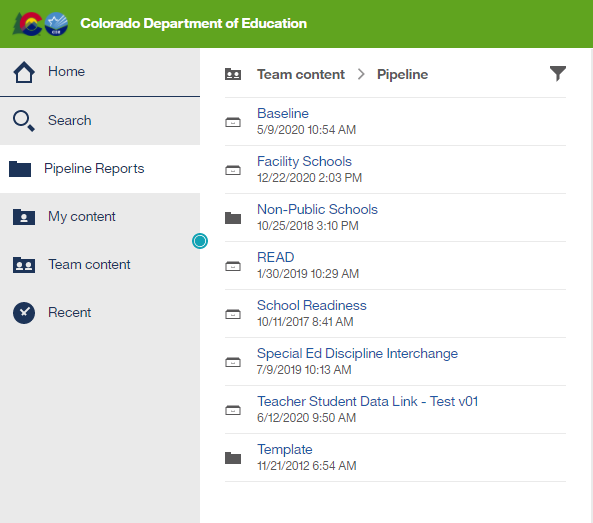 Colorado Department of Education
Home
Search
Pipeline Reports
My content
Team content
Recent
Team content > Pipeline
Baseline
5/9/2020 10:54 AM
Facility Schools
12/22/2020 2:03 PM
Non-Public Schools
10/25/2018 3:10 PM
READ
1/30/2019 10:29 AM
School Readiness
10/11/2017 8:41 AM
Special Ed Discipline Interchange
7/9/2019 10:13 AM
Teacher Student Data Link - Test v01
6/12/2020 9:50 AM
Template
11/21/2012 6:54 AM